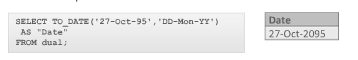 SELECT TO_DATE('27-Oct-95','DD-Mon-YY')
AS "Date"
FROM dual;
Date
27-Oct-2095